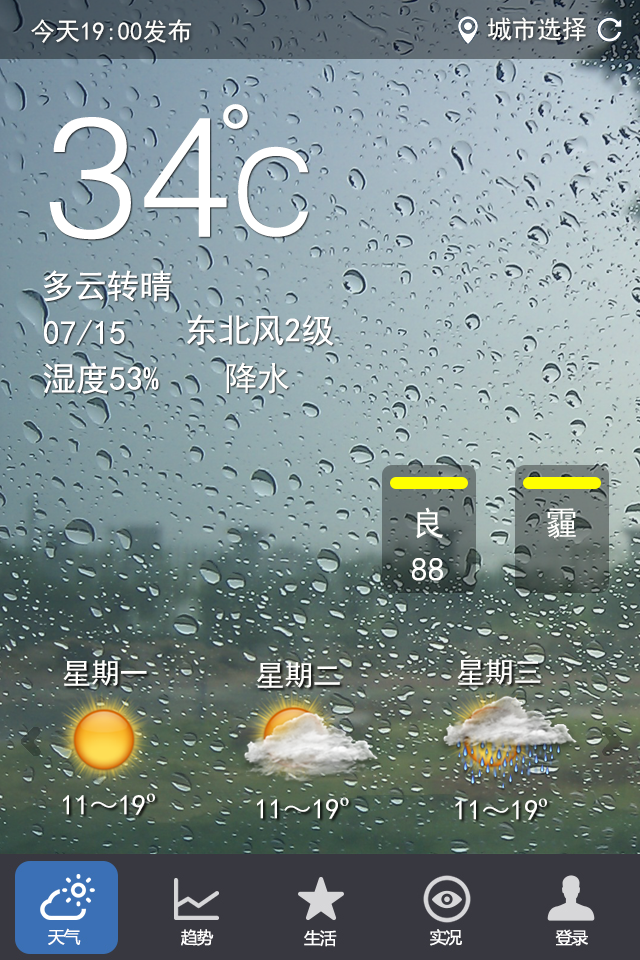 今天19:00发布 城市选择
34℃
多云转晴
07/15 东北风2级
湿度53% 降水
良 霾
88
星期一 星期二 星期三
11～19° 11～19° 11～19°
天气 趋势 生活 实况 登录